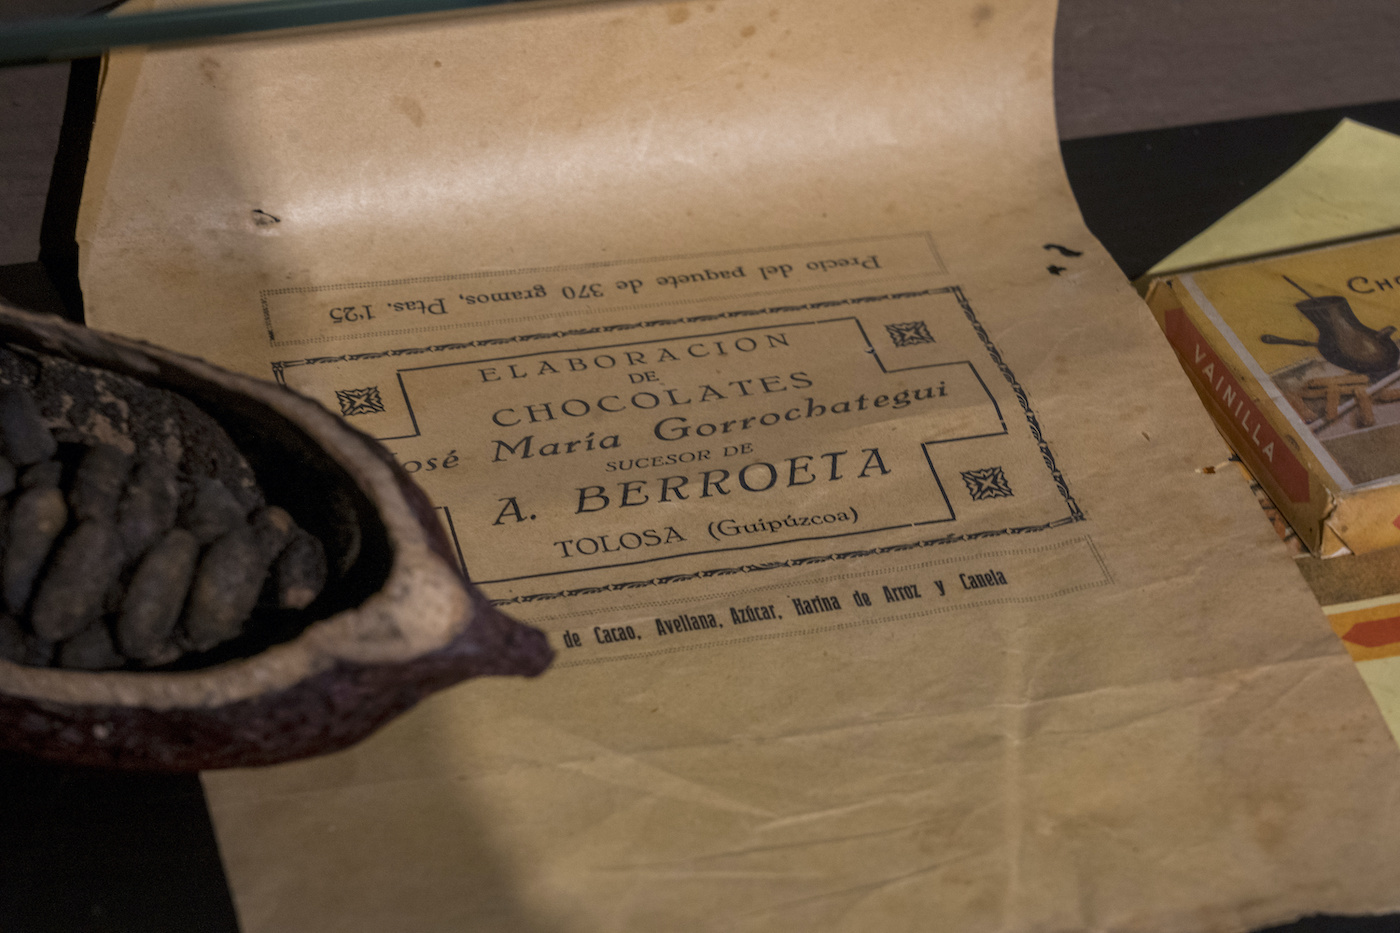 Precio del paquete de 370 gramos, Ptas. 1'25
ELABORACION
DE
CHOCOLATES
José María Gorrochategui
SUCESOR DE
A. BERROETA
TOLOSA (Guipúzcoa)
de Cacao, Avellana, Azúcar, Harina de Arroz y Canela
VAINILLA